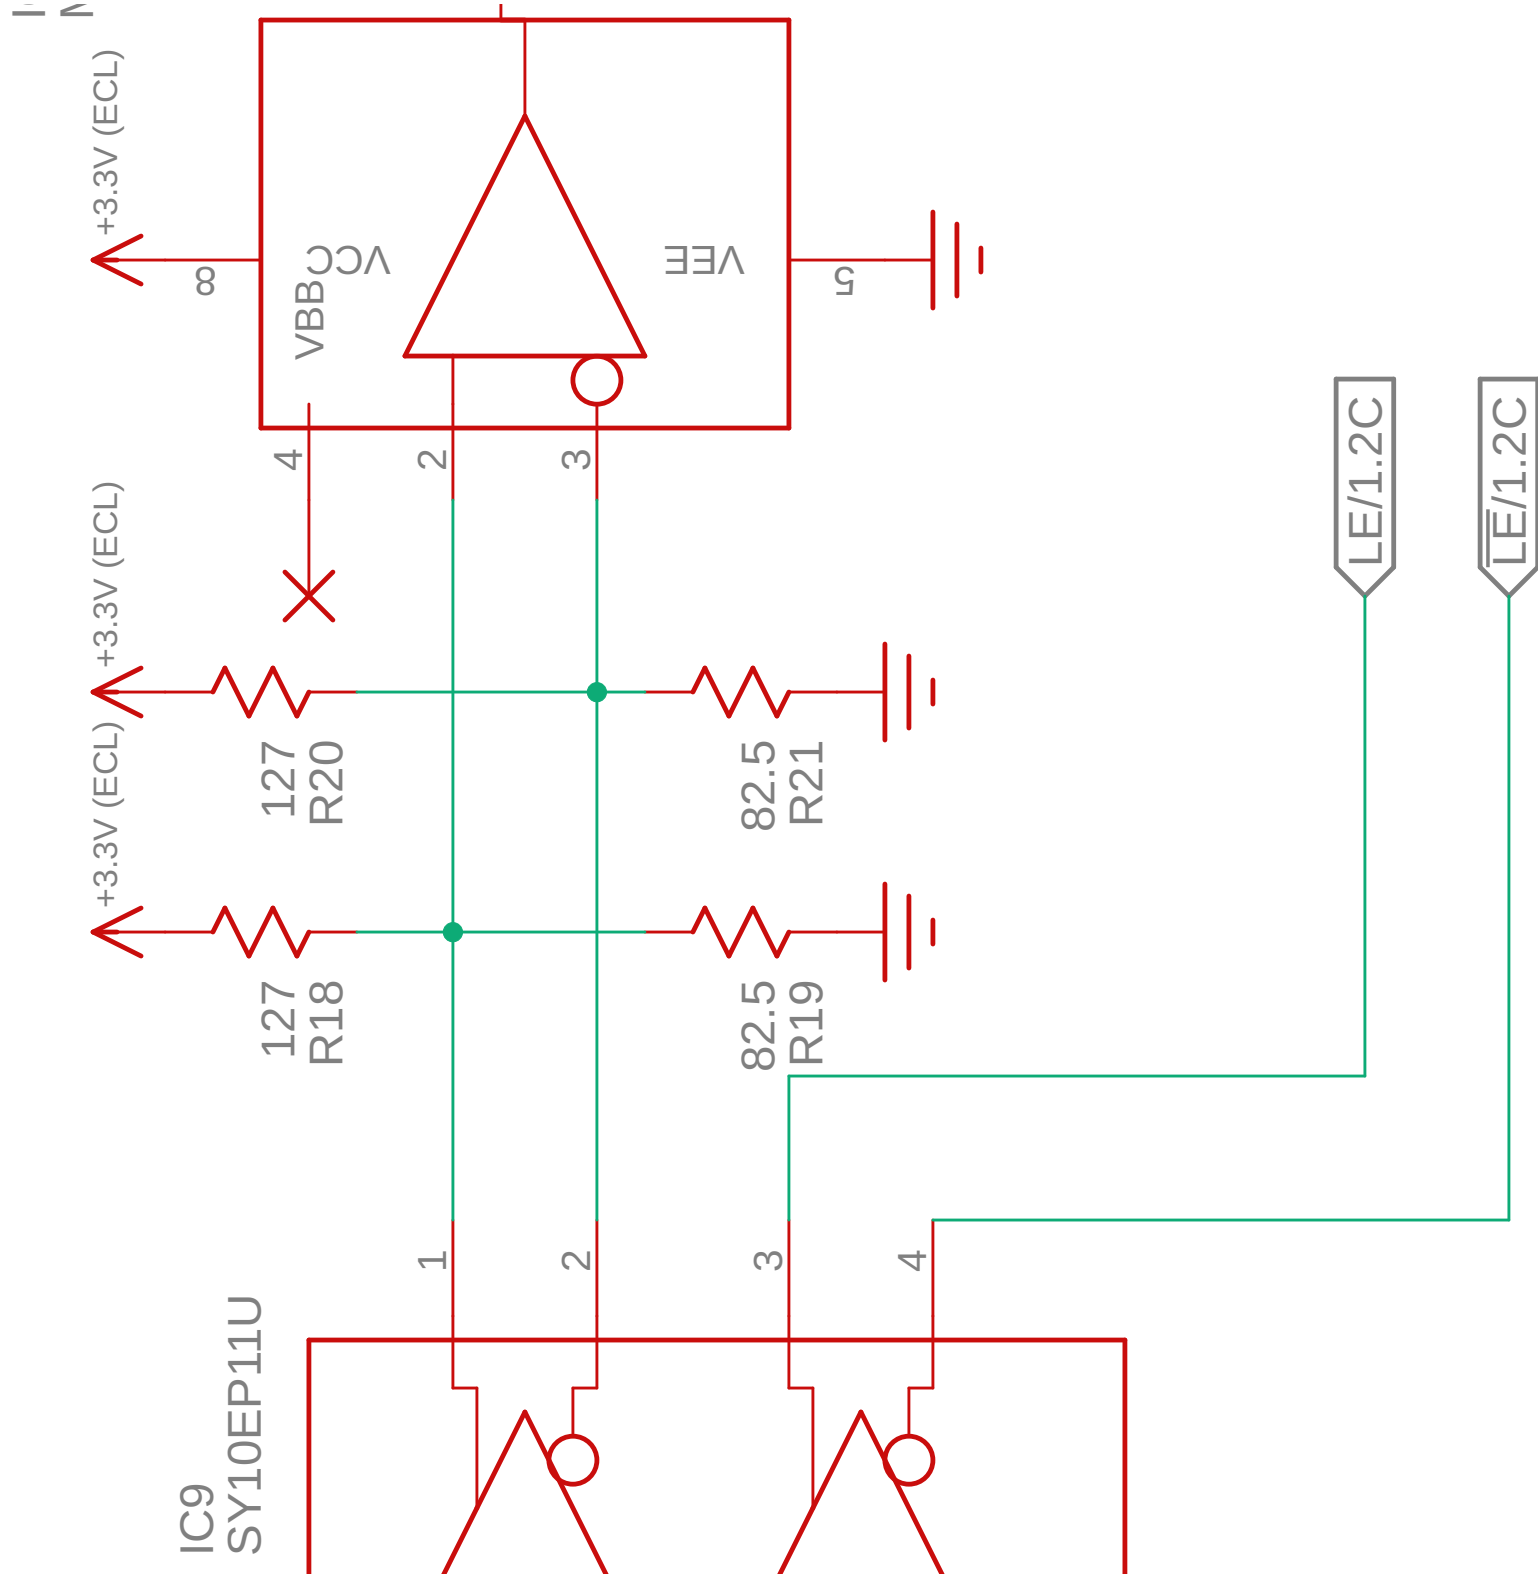 +3.3V (ECL)
8
VCC
VBB
VEE
5
4
2
3
LE/1.2C
LE/1.2C
+3.3V (ECL)
127
R20
82.5
R21
+3.3V (ECL)
127
R18
82.5
R19
1
2
3
4
IC9
SY10EP11U